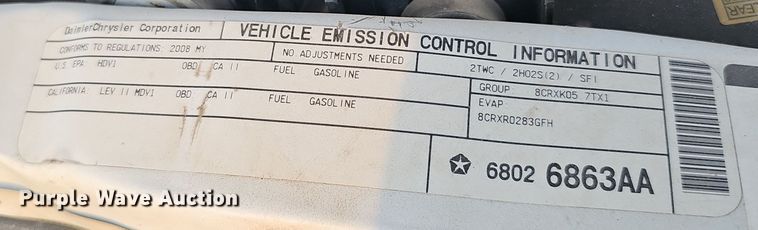 DaimlerChrysler Corporation
VEHICLE EMISSION CONTROL INFORMATION
CONFORMS TO REGULATIONS: 2008 MY
NO ADJUSTMENTS NEEDED
2TWC / 2HO2S(2) / SFI
U.S. EPA: HDV1 OBD: CA II FUEL: GASOLINE
GROUP: 8CRXK05.7TX1
CALIFORNIA: LEV II MDV1 OBD: CA II FUEL: GASOLINE
EVAP:
8CRXR0283GFH
6802 6863AA
Purple Wave Auction
EAR